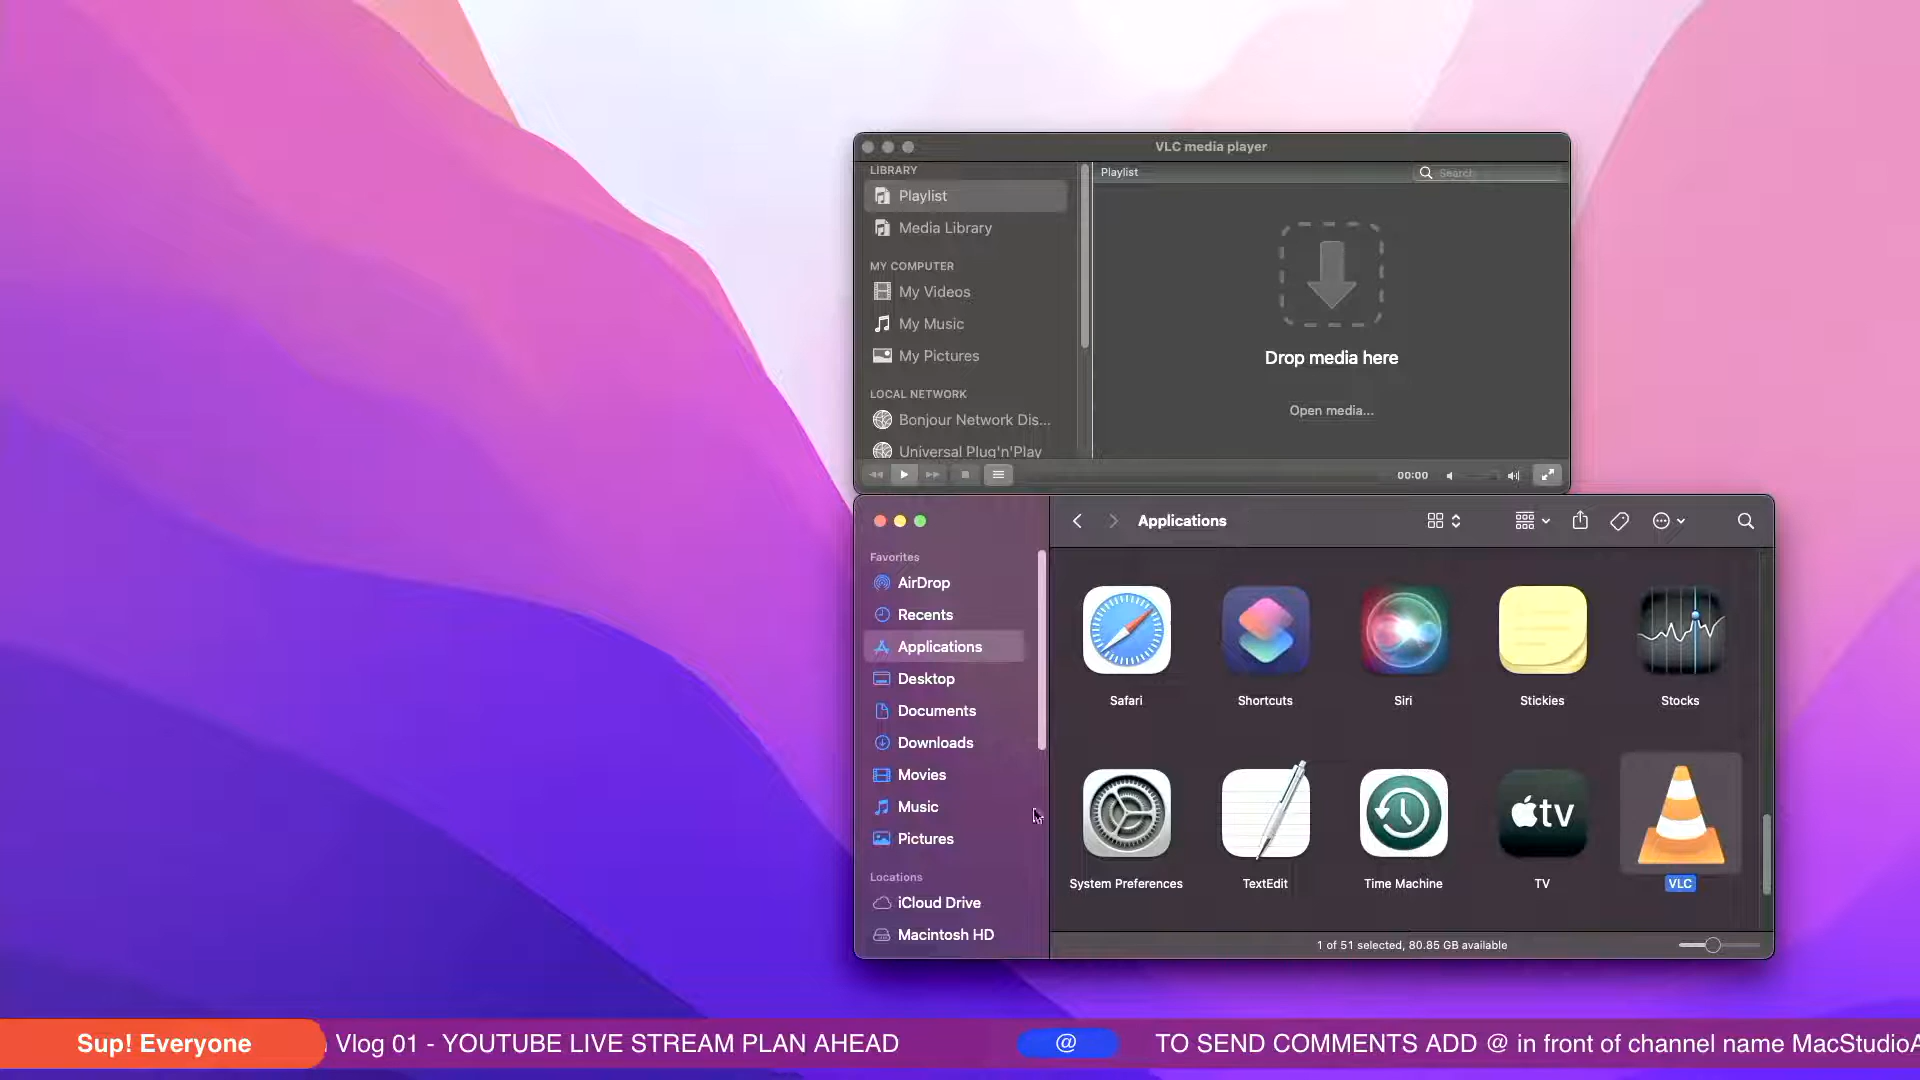 VLC media player
LIBRARY
Playlist
Media Library
MY COMPUTER
My Videos
My Music
My Pictures
LOCAL NETWORK
Bonjour Network Dis...
Universal Plug'n'Play
Playlist
Search
Drop media here
Open media...
00:00
Favorites
AirDrop
Recents
Applications
Desktop
Documents
Downloads
Movies
Music
Pictures
Locations
iCloud Drive
Macintosh HD
Applications
Safari
Shortcuts
Siri
Stickies
Stocks
tv
System Preferences
TextEdit
Time Machine
TV
VLC
1 of 51 selected, 80.85 GB available
Sup! Everyone
Vlog 01 - YOUTUBE LIVE STREAM PLAN AHEAD
@
TO SEND COMMENTS ADD @ in front of channel name MacStudioA